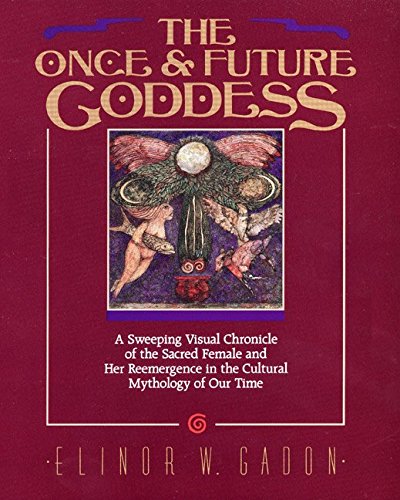 THE
ONCE & FUTURE
GODDESS
A Sweeping Visual Chronicle
of the Sacred Female and
Her Reemergence in the Cultural
Mythology of Our Time
·ELINOR W. GADON·